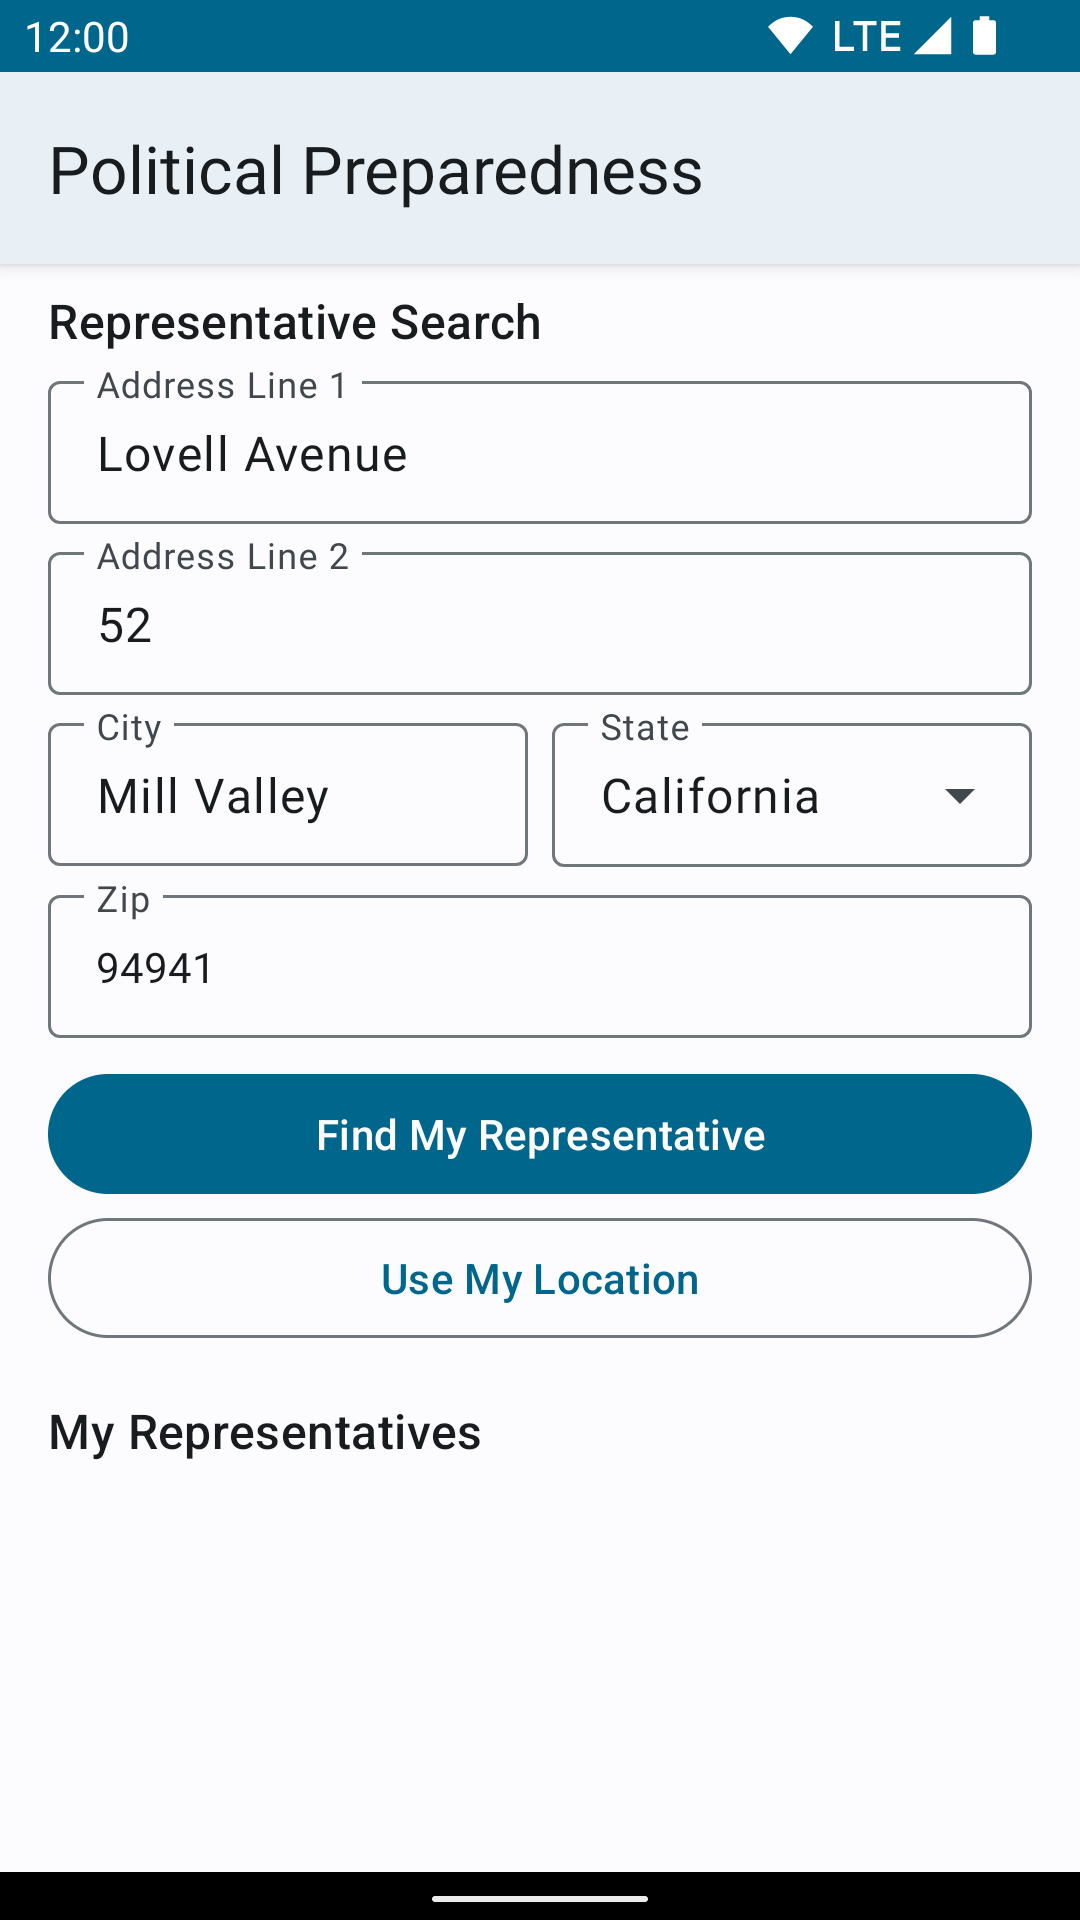 12:00 LTE
Political Preparedness
Representative Search
Address Line 1
Lovell Avenue
Address Line 2
52
City State
Mill Valley California
Zip
94941
Find My Representative
Use My Location
My Representatives